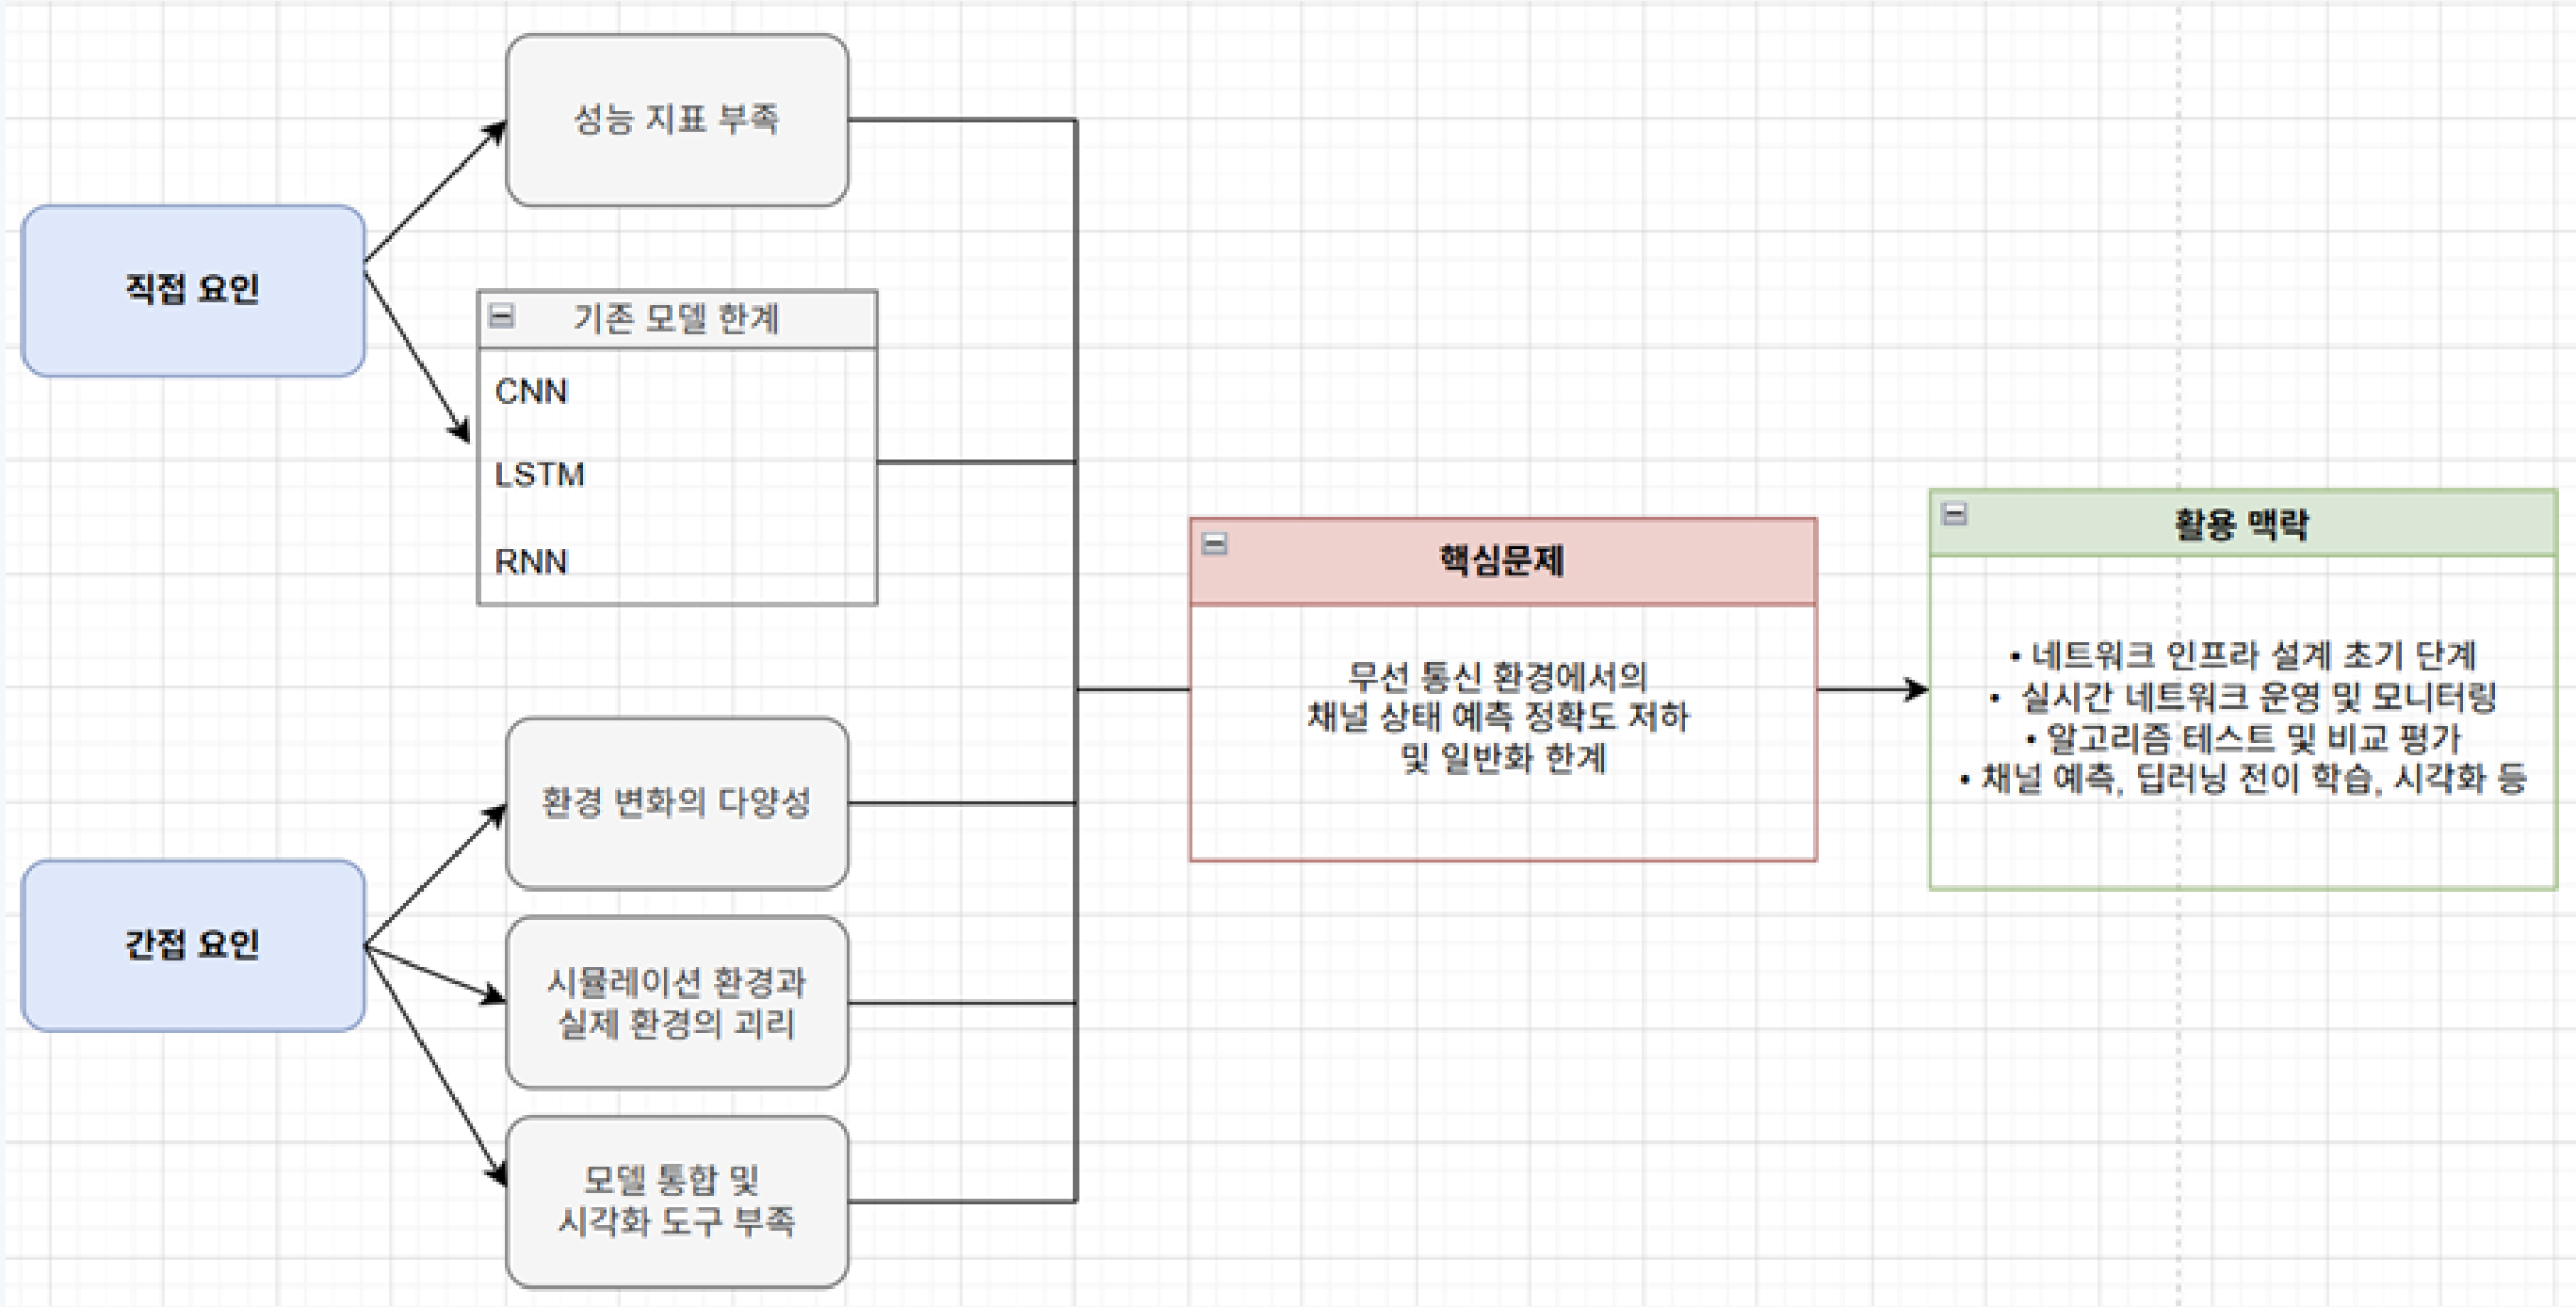 직접 요인
성능 지표 부족
기존 모델 한계
CNN
LSTM
RNN
간접 요인
환경 변화의 다양성
시뮬레이션 환경과
실제 환경의 괴리
모델 통합 및
시각화 도구 부족
핵심문제
무선 통신 환경에서의
채널 상태 예측 정확도 저하
및 일반화 한계
활용 맥락
• 네트워크 인프라 설계 초기 단계
• 실시간 네트워크 운영 및 모니터링
• 알고리즘 테스트 및 비교 평가
• 채널 예측, 딥러닝 전이 학습, 시각화 등